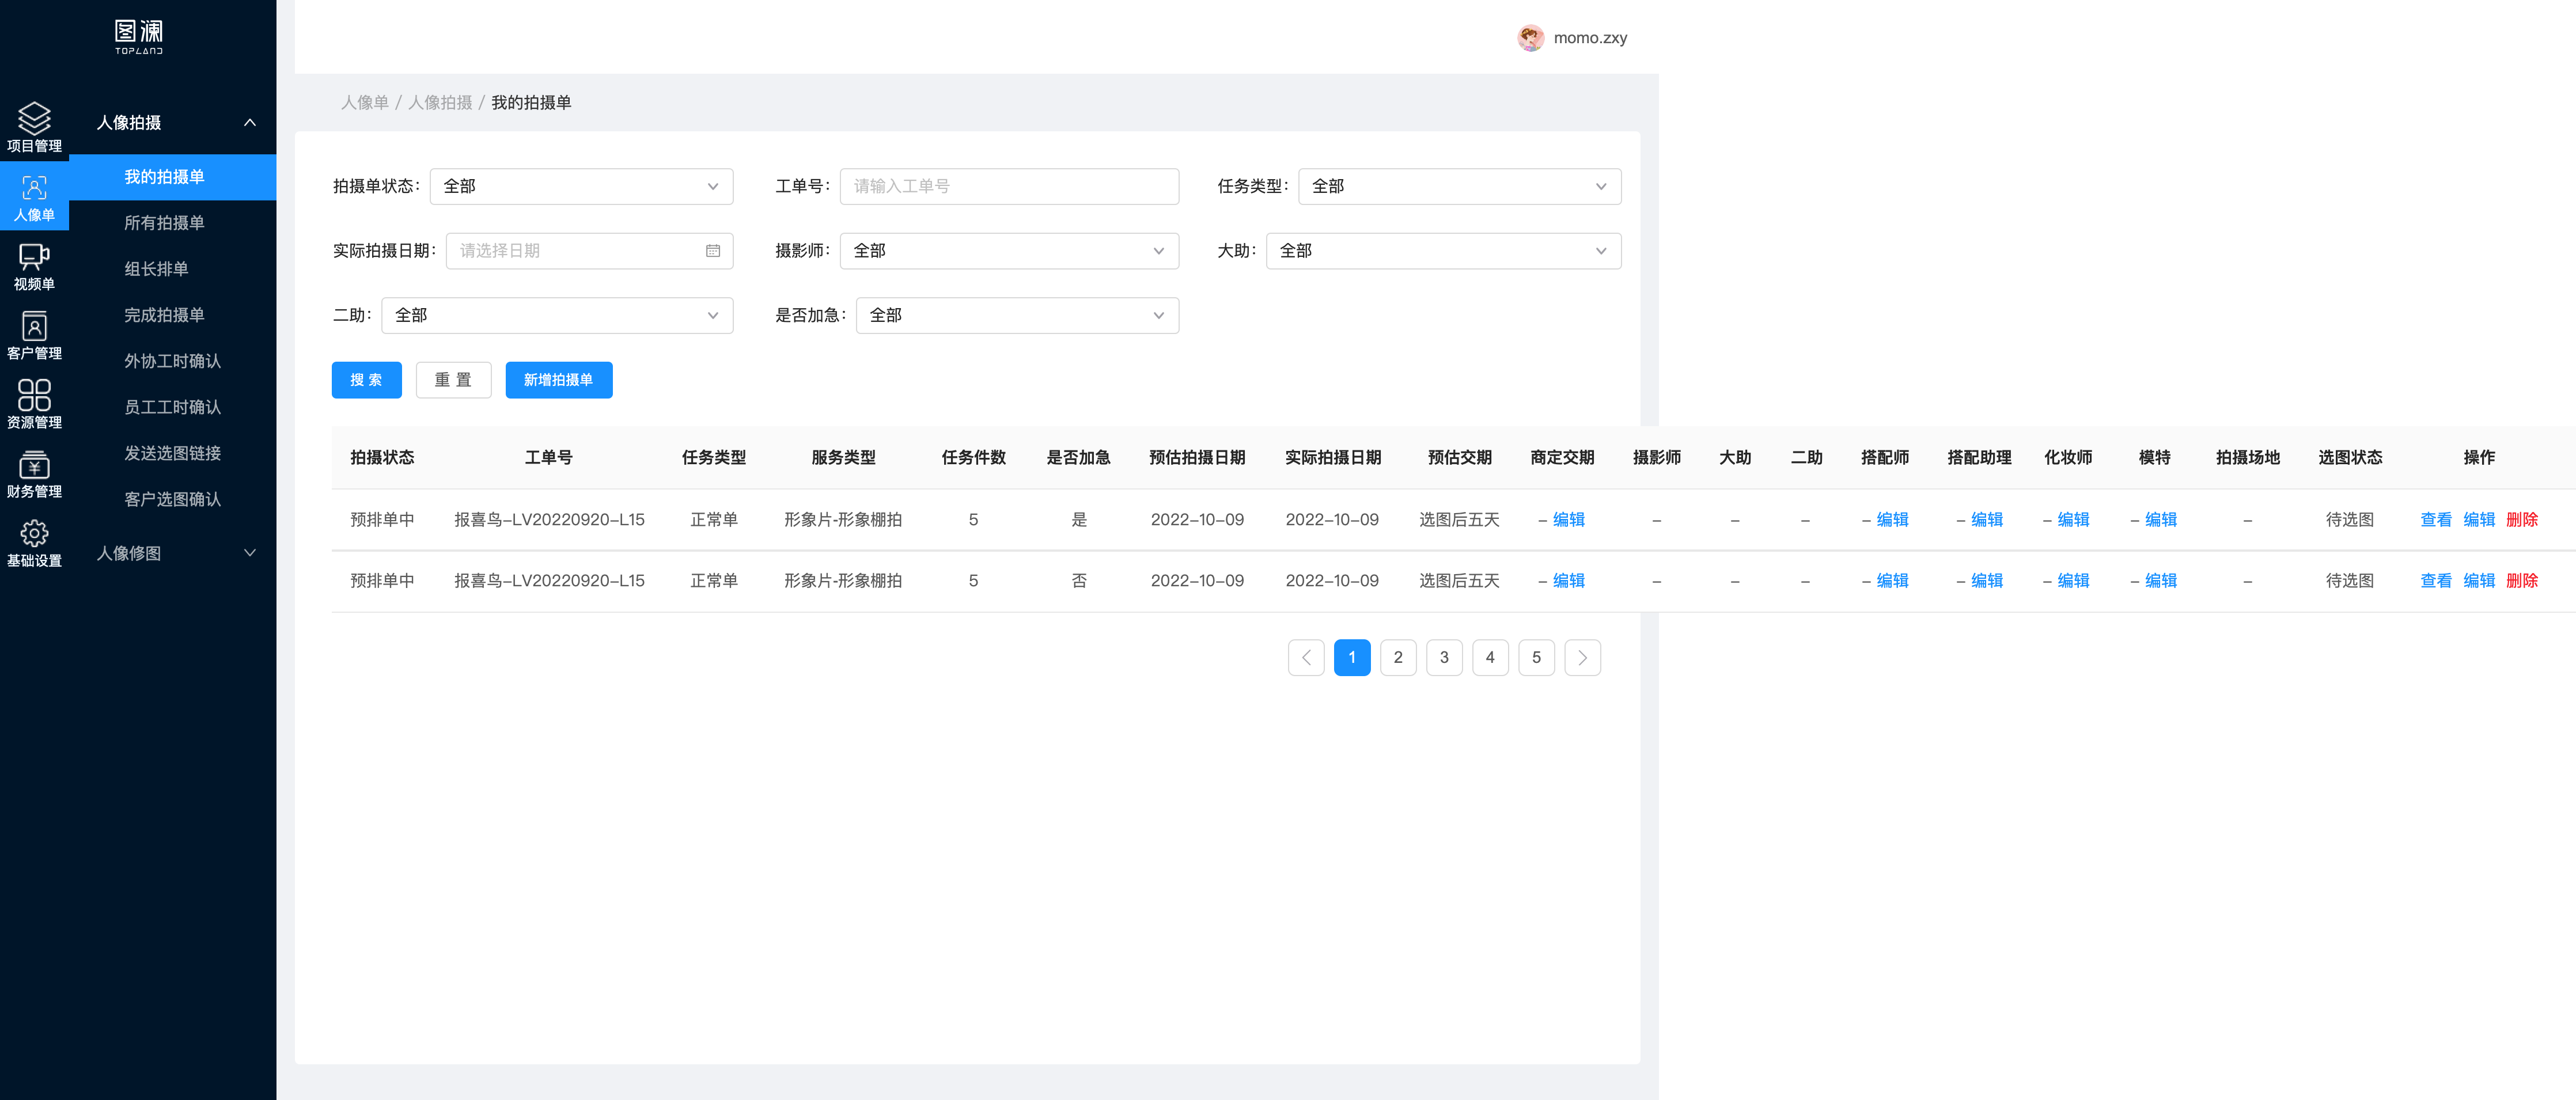 图澜
TOPLAND
momo.zxy
项目管理
人像单
视频单
客户管理
资源管理
财务管理
基础设置
人像拍摄
我的拍摄单
所有拍摄单
组长排单
完成拍摄单
外协工时确认
员工工时确认
发送选图链接
客户选图确认
人像修图
人像单 / 人像拍摄 / 我的拍摄单
拍摄单状态： 全部 工单号： 请输入工单号 任务类型： 全部
实际拍摄日期： 请选择日期 摄影师： 全部 大助： 全部
二助： 全部 是否加急： 全部
搜 索 重 置 新增拍摄单
拍摄状态 工单号 任务类型 服务类型 任务件数 是否加急 预估拍摄日期 实际拍摄日期 预估交期 商定交期 摄影师 大助 二助 搭配师 搭配助理 化妆师 模特 拍摄场地 选图状态 操作
预排单中 报喜鸟-LV20220920-L15 正常单 形象片-形象棚拍 5 是 2022-10-09 2022-10-09 选图后五天 – 编辑 – – – – 编辑 – 编辑 – 编辑 – 编辑 – 待选图 查看 编辑 删除
预排单中 报喜鸟-LV20220920-L15 正常单 形象片-形象棚拍 5 否 2022-10-09 2022-10-09 选图后五天 – 编辑 – – – – 编辑 – 编辑 – 编辑 – 编辑 – 待选图 查看 编辑 删除
1 2 3 4 5